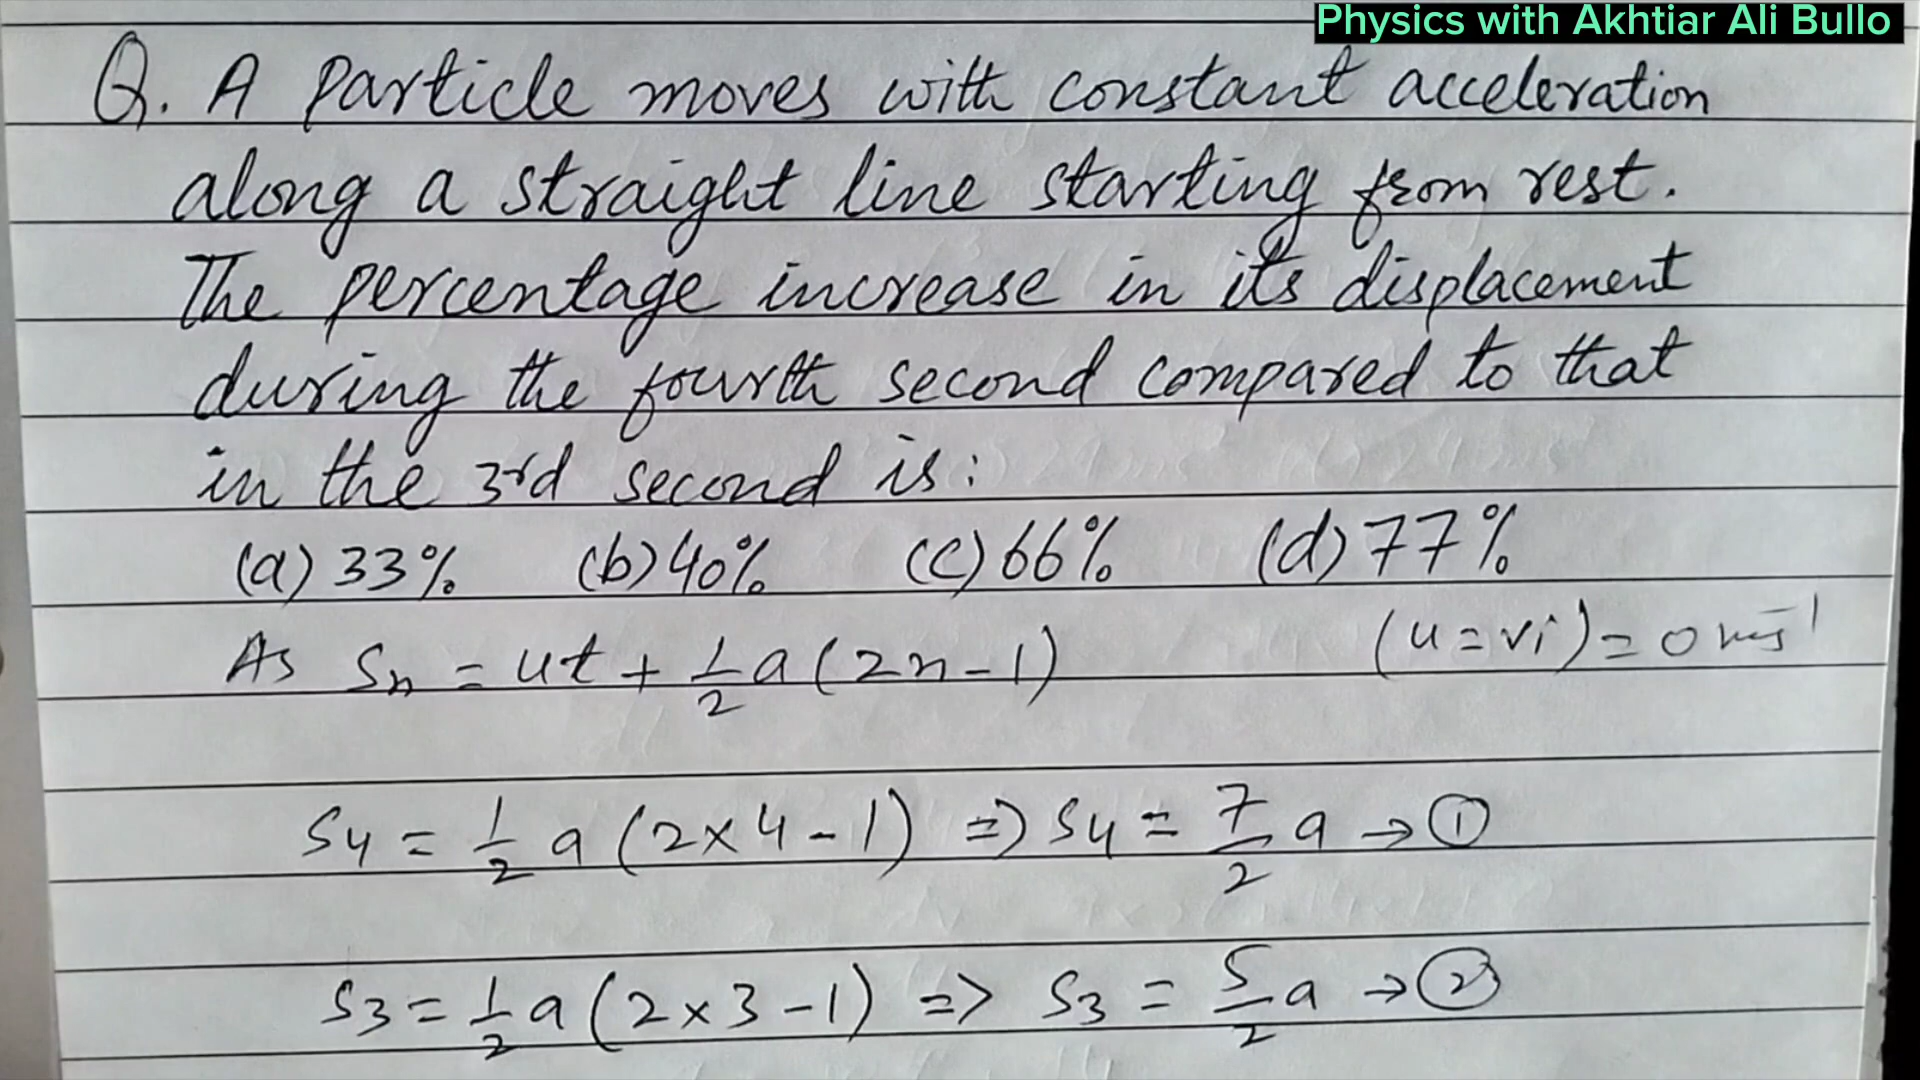 Physics with Akhtiar Ali Bullo
Q. A particle moves with constant acceleration
along a straight line starting from rest.
The percentage increase in its displacement
during the fourth second compared to that
in the 3rd second is:
(a) 33% (b) 40% (c) 66% (d) 77%
As Sn = ut + 1/2 a (2n-1) (u = vi) = 0 ms⁻¹
S4 = 1/2 a (2×4-1) => S4 = 7/2 a → ①
S3 = 1/2 a (2×3-1) => S3 = 5/2 a → ②